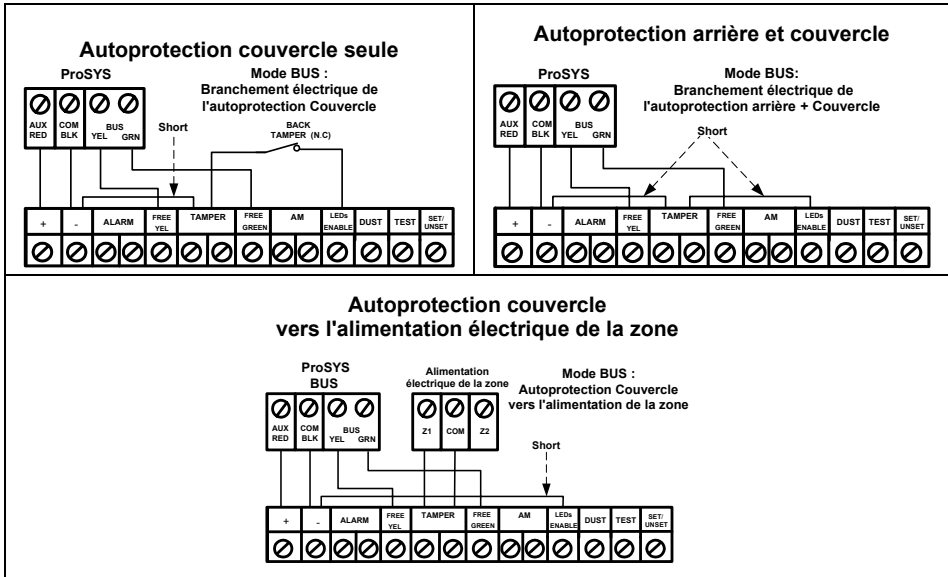 Autoprotection couvercle seule
ProSYS
Mode BUS :
Branchement électrique de
l'autoprotection Couvercle
AUX
RED
COM
BLK
BUS
YEL GRN
Short
BACK
TAMPER (N.C)
+ - ALARM FREE YEL TAMPER FREE GREEN AM LEDs ENABLE DUST TEST SET/ UNSET
Autoprotection arrière et couvercle
ProSYS
Mode BUS:
Branchement électrique de
l'autoprotection arrière + Couvercle
AUX
RED
COM
BLK
BUS
YEL GRN
Short
+ - ALARM FREE YEL TAMPER FREE GREEN AM LEDs ENABLE DUST TEST SET/ UNSET
Autoprotection couvercle
vers l'alimentation électrique de la zone
ProSYS
BUS
Alimentation
électrique de la zone
Mode BUS :
Autoprotection Couvercle
vers l'alimentation de la zone
AUX
RED
COM
BLK
BUS
YEL GRN
Z1 COM Z2
Short
+ - ALARM FREE YEL TAMPER FREE GREEN AM LEDs ENABLE DUST TEST SET/ UNSET